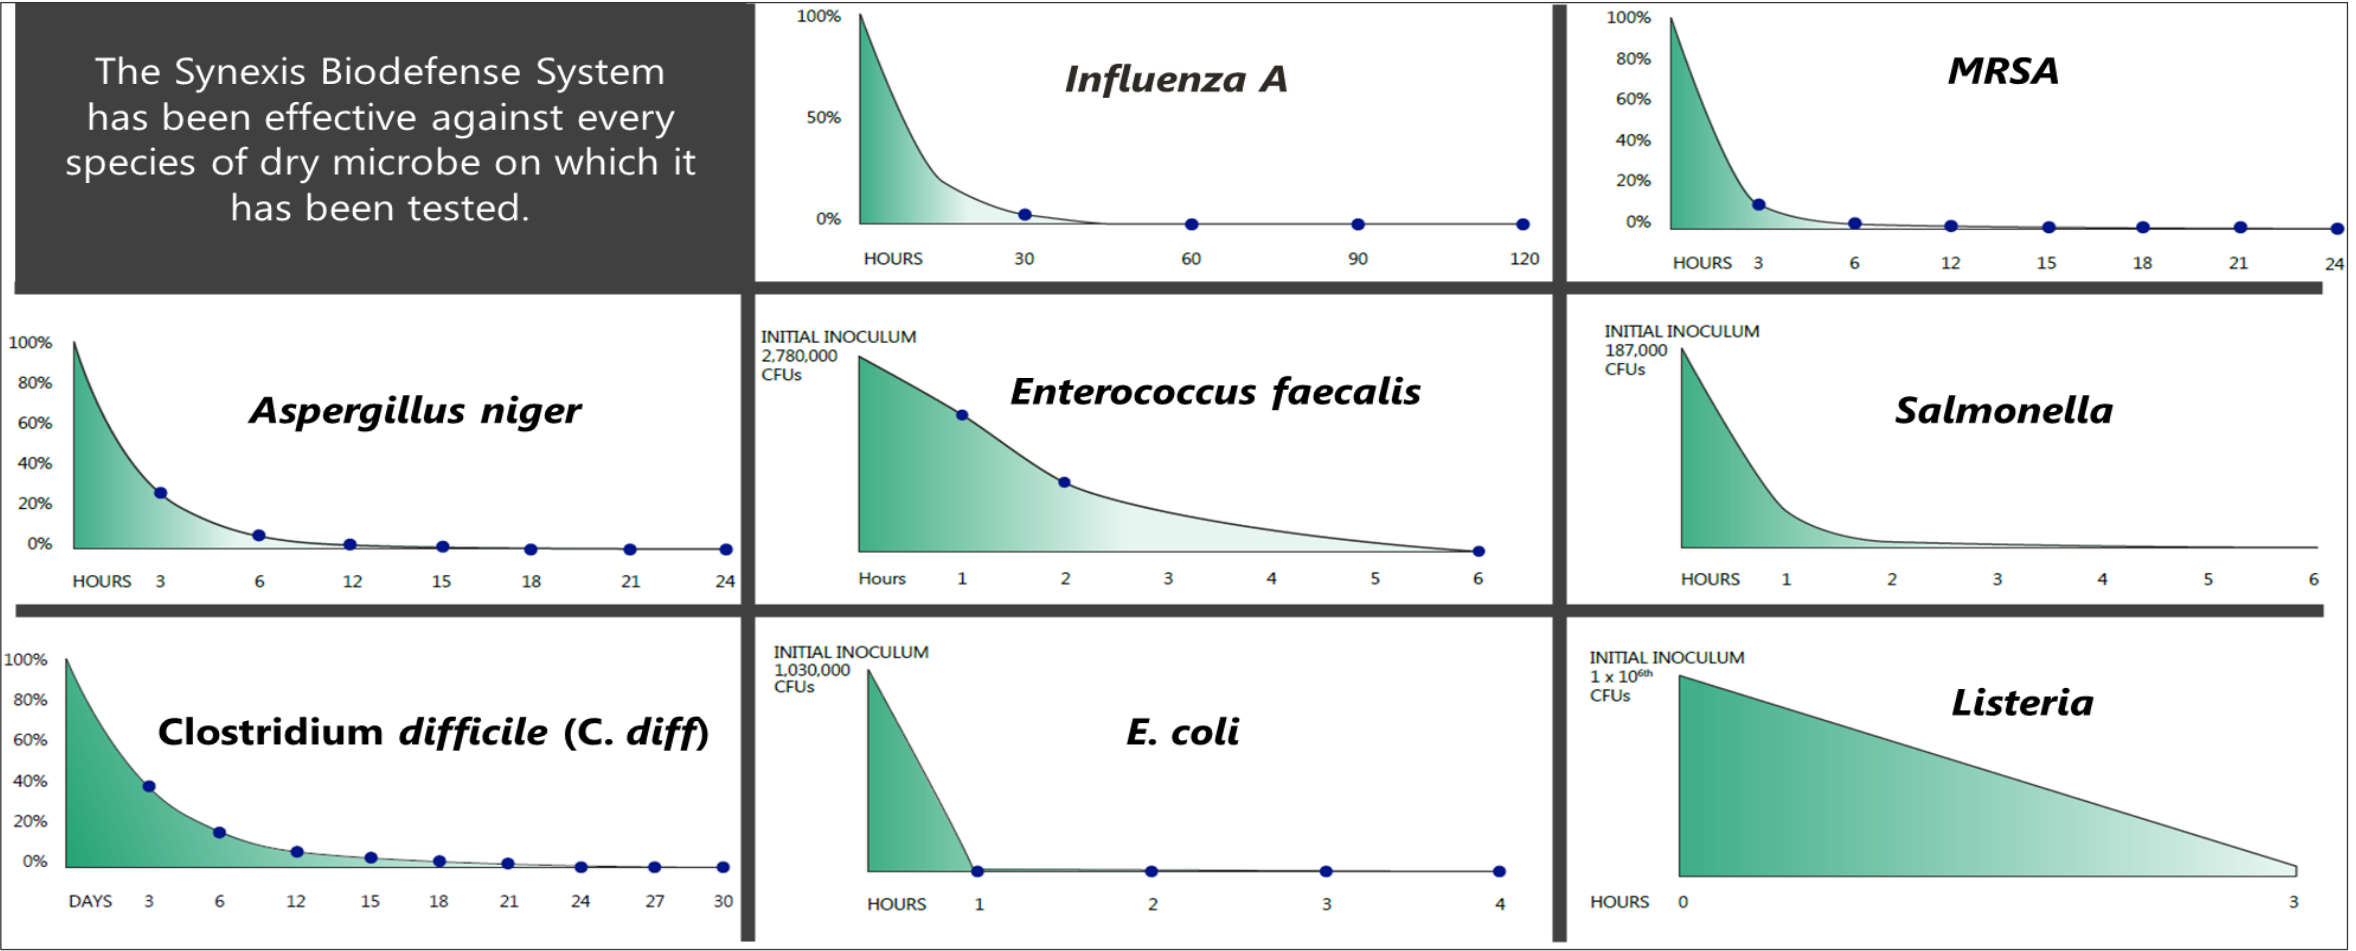 The Synexis Biodefense System
has been effective against every
species of dry microbe on which it
has been tested.
100%
50%
0%
Influenza A
HOURS 30 60 90 120
100%
80%
60%
40%
20%
0%
MRSA
HOURS 3 6 12 15 18 21 24
100%
80%
60%
40%
20%
0%
Aspergillus niger
HOURS 3 6 12 15 18 21 24
INITIAL INOCULUM
2,780,000
CFUs
Enterococcus faecalis
Hours 1 2 3 4 5 6
INITIAL INOCULUM
187,000
CFUs
Salmonella
HOURS 1 2 3 4 5 6
100%
80%
60%
40%
20%
0%
Clostridium difficile (C. diff)
DAYS 3 6 12 15 18 21 24 27 30
INITIAL INOCULUM
1,030,000
CFUs
E. coli
HOURS 1 2 3 4
INITIAL INOCULUM
1 x 10⁶ᵗʰ
CFUs
Listeria
HOURS 0 3